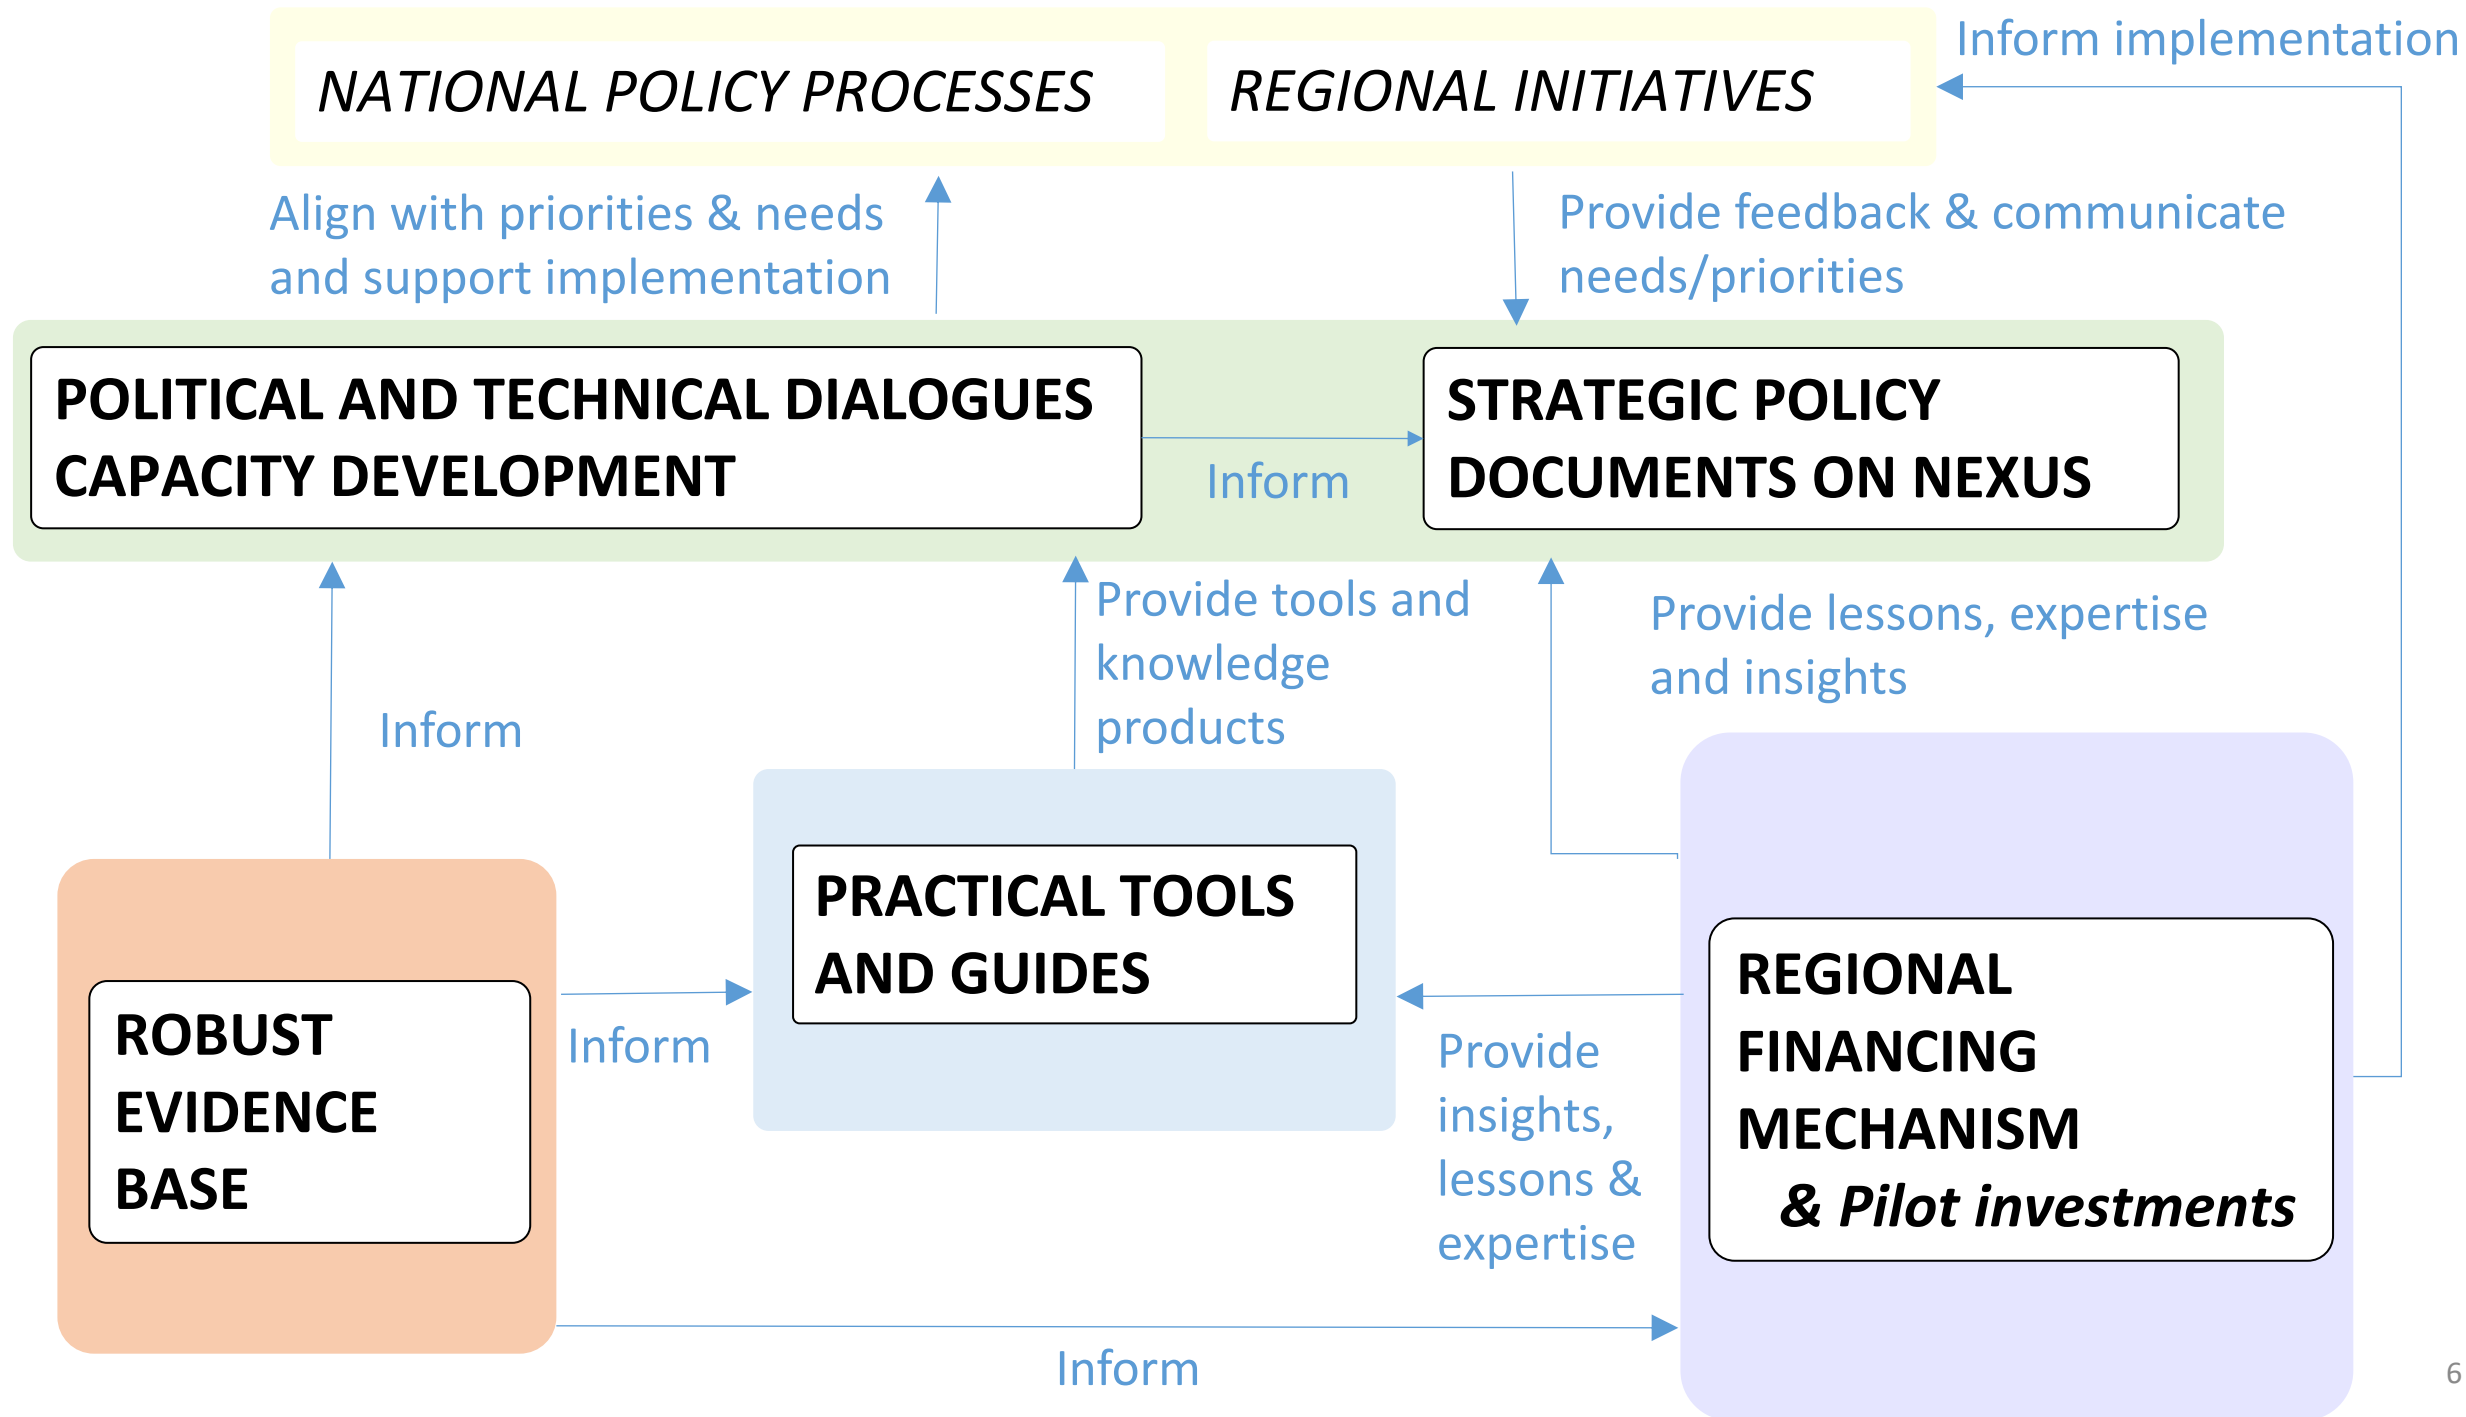 Inform implementation
NATIONAL POLICY PROCESSES
REGIONAL INITIATIVES
Align with priorities & needs
and support implementation
Provide feedback & communicate
needs/priorities
POLITICAL AND TECHNICAL DIALOGUES
CAPACITY DEVELOPMENT
Inform
STRATEGIC POLICY
DOCUMENTS ON NEXUS
Inform
Provide tools and
knowledge
products
Provide lessons, expertise
and insights
ROBUST
EVIDENCE
BASE
Inform
PRACTICAL TOOLS
AND GUIDES
Provide
insights,
lessons &
expertise
REGIONAL
FINANCING
MECHANISM
& Pilot investments
Inform
6